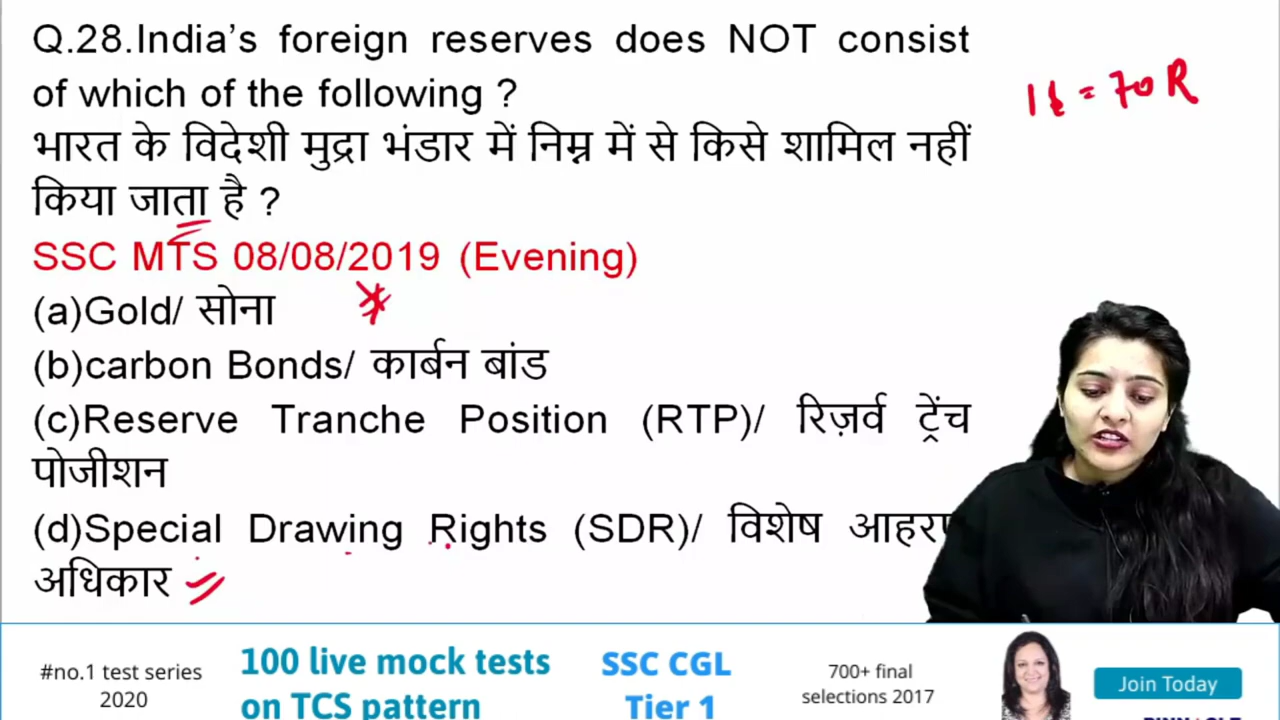 Q.28.India's foreign reserves does NOT consist
of which of the following ?
भारत के विदेशी मुद्रा भंडार में निम्न में से किसे शामिल नहीं
किया जाता है ?
SSC MTS 08/08/2019 (Evening)
(a)Gold/ सोना
(b)carbon Bonds/ कार्बन बांड
(c)Reserve Tranche Position (RTP)/ रिज़र्व ट्रेंच
पोजीशन
(d)Special Drawing Rights (SDR)/ विशेष
अधिकार
= 70 R
#no.1 test series
2020
100 live mock tests
on TCS pattern
SSC CGL
Tier 1
700+ final
selections 2017
Join Today